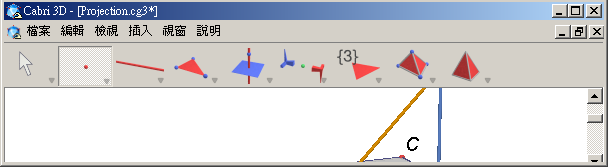 Cabri 3D - [Projection.cg3*]
檔案 編輯 檢視 插入 視窗 說明
{3}
C